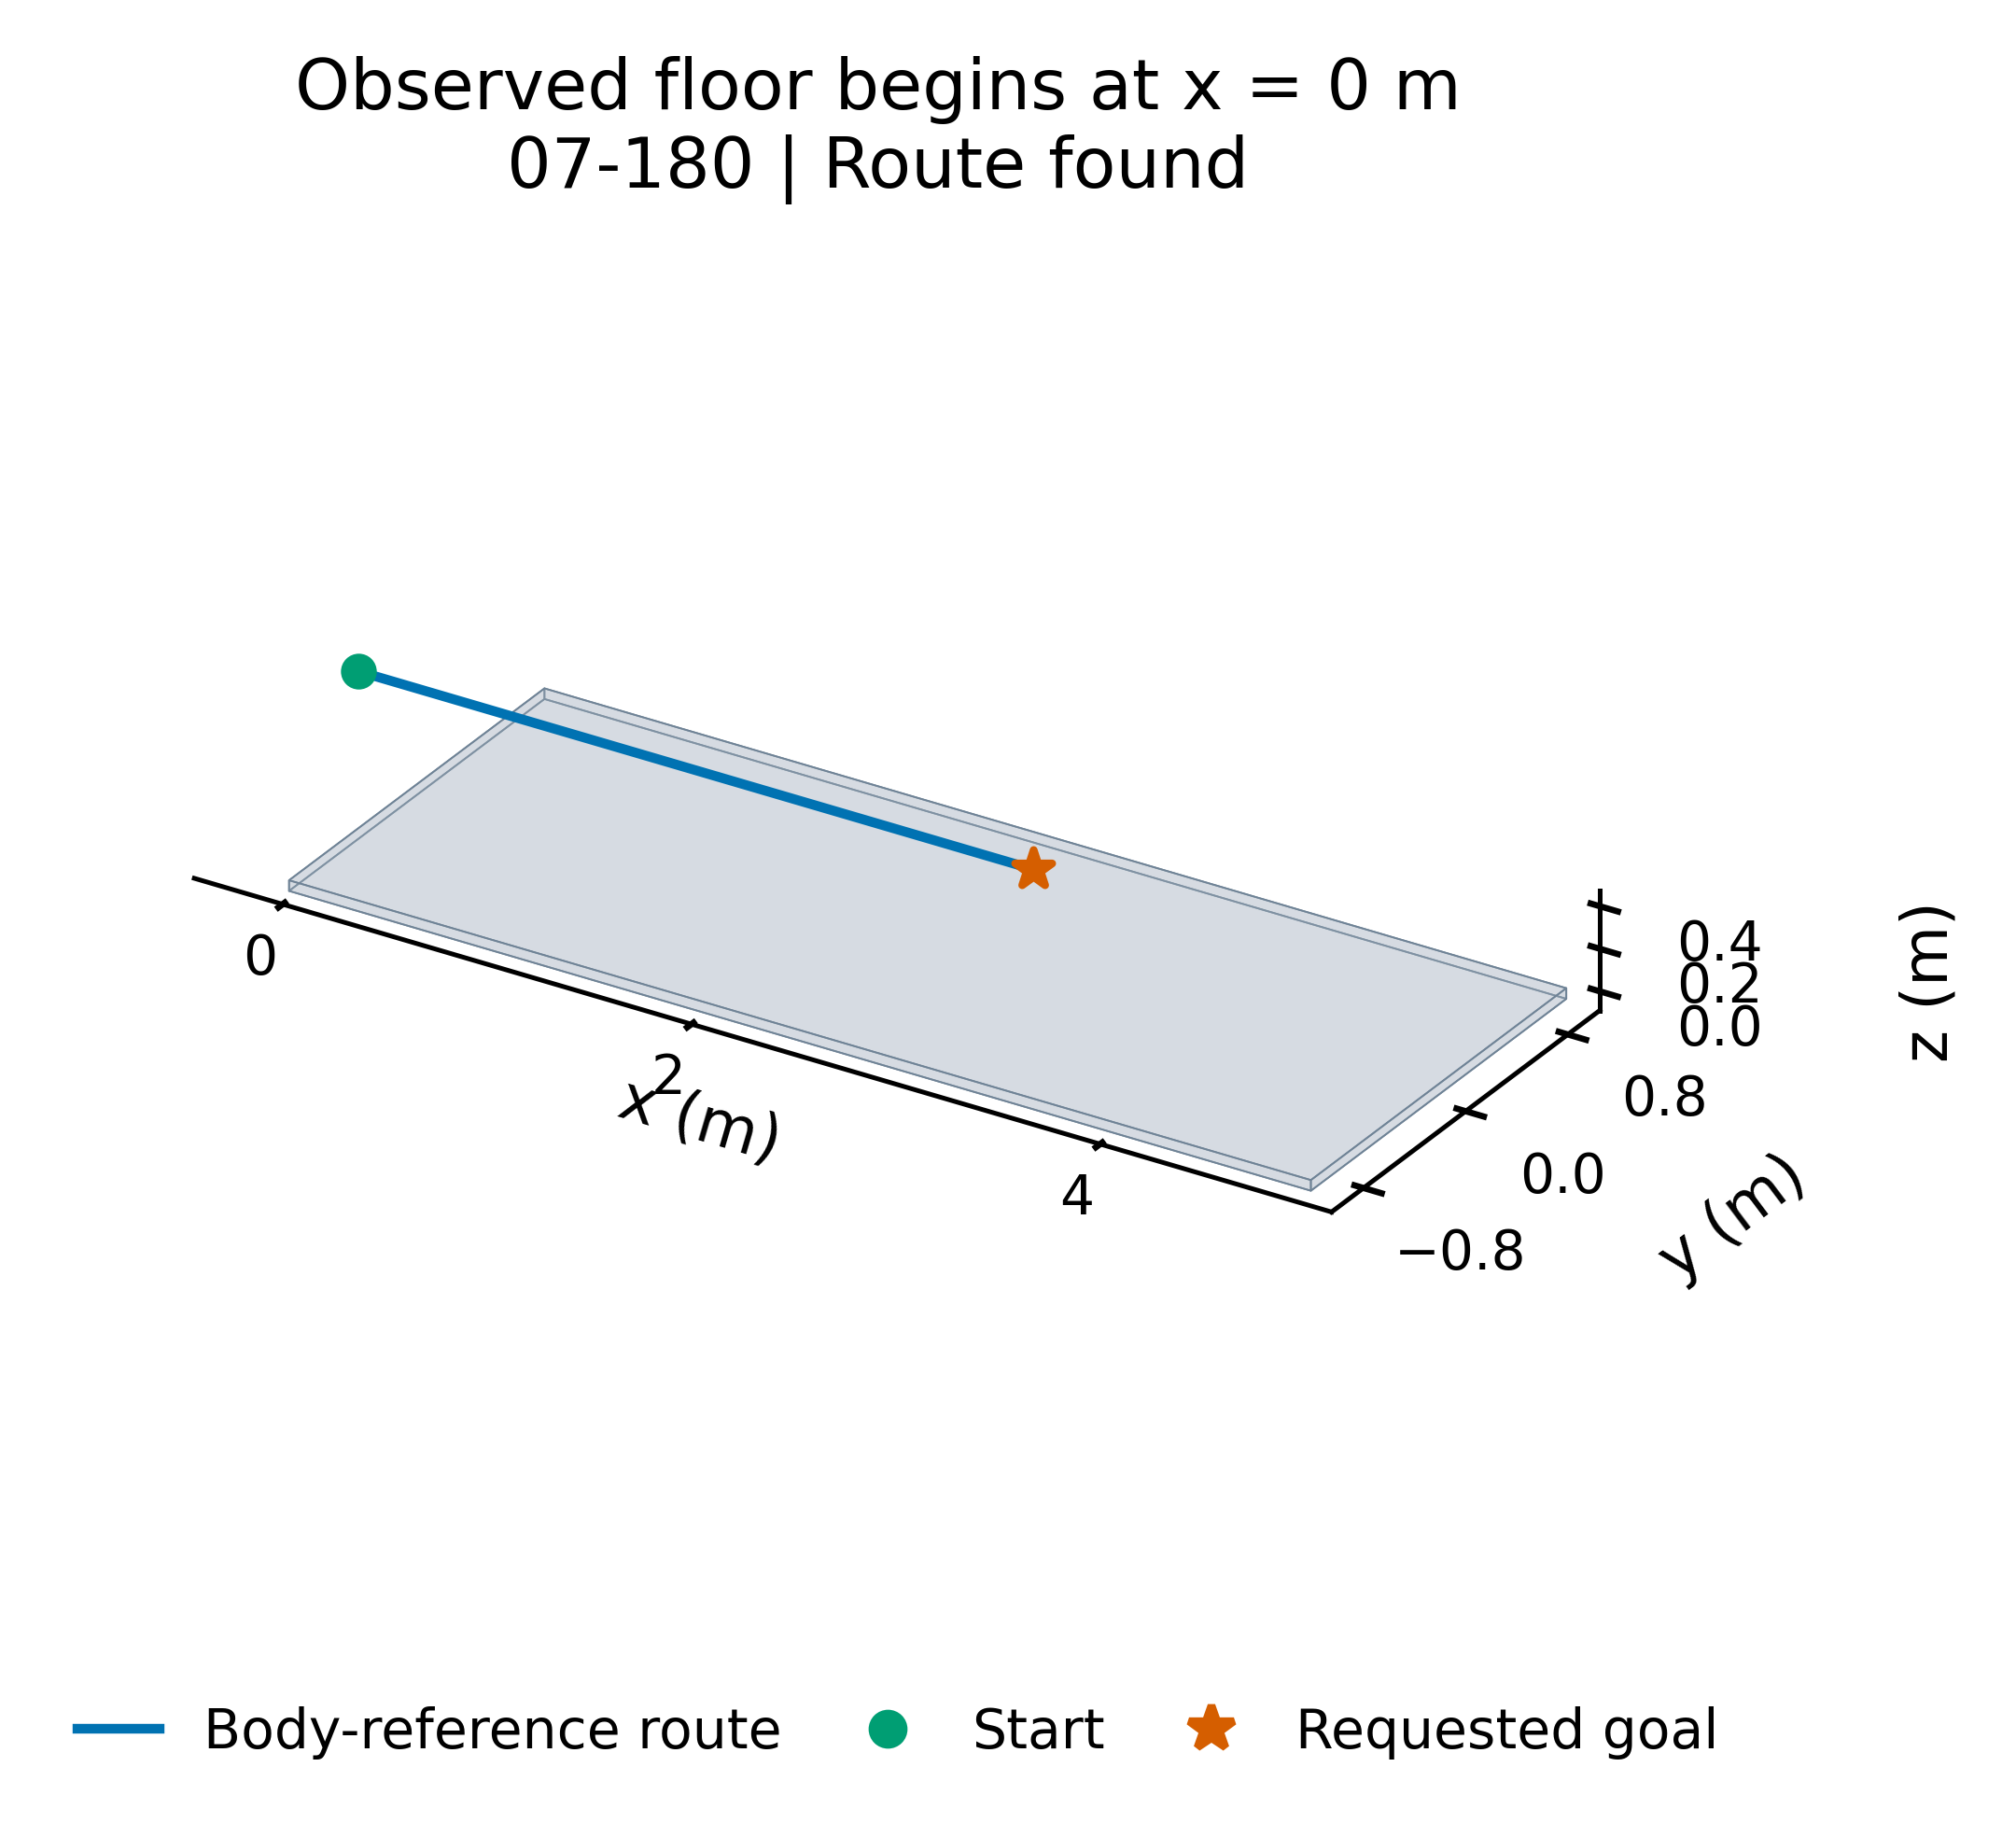 Observed floor begins at x = 0 m
07-180 | Route found
0
2
4
x (m)
−0.8
0.0
0.8
y (m)
0.0
0.2
0.4
z (m)
Body-reference route
Start
Requested goal